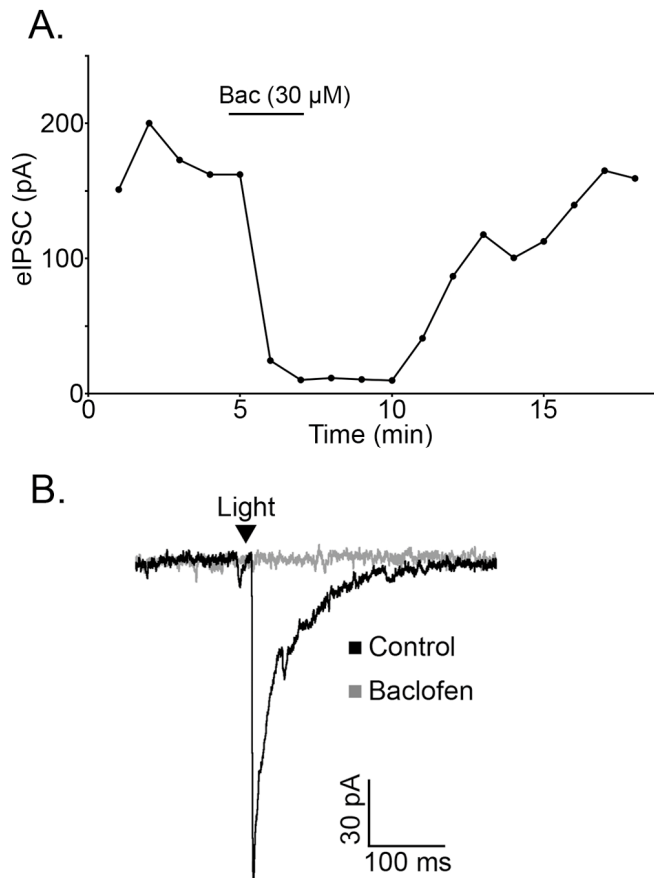 A.
Bac (30 µM)
200
100
0
eIPSC (pA)
0 5 10 15
Time (min)
B.
Light
Control
Baclofen
30 pA
100 ms